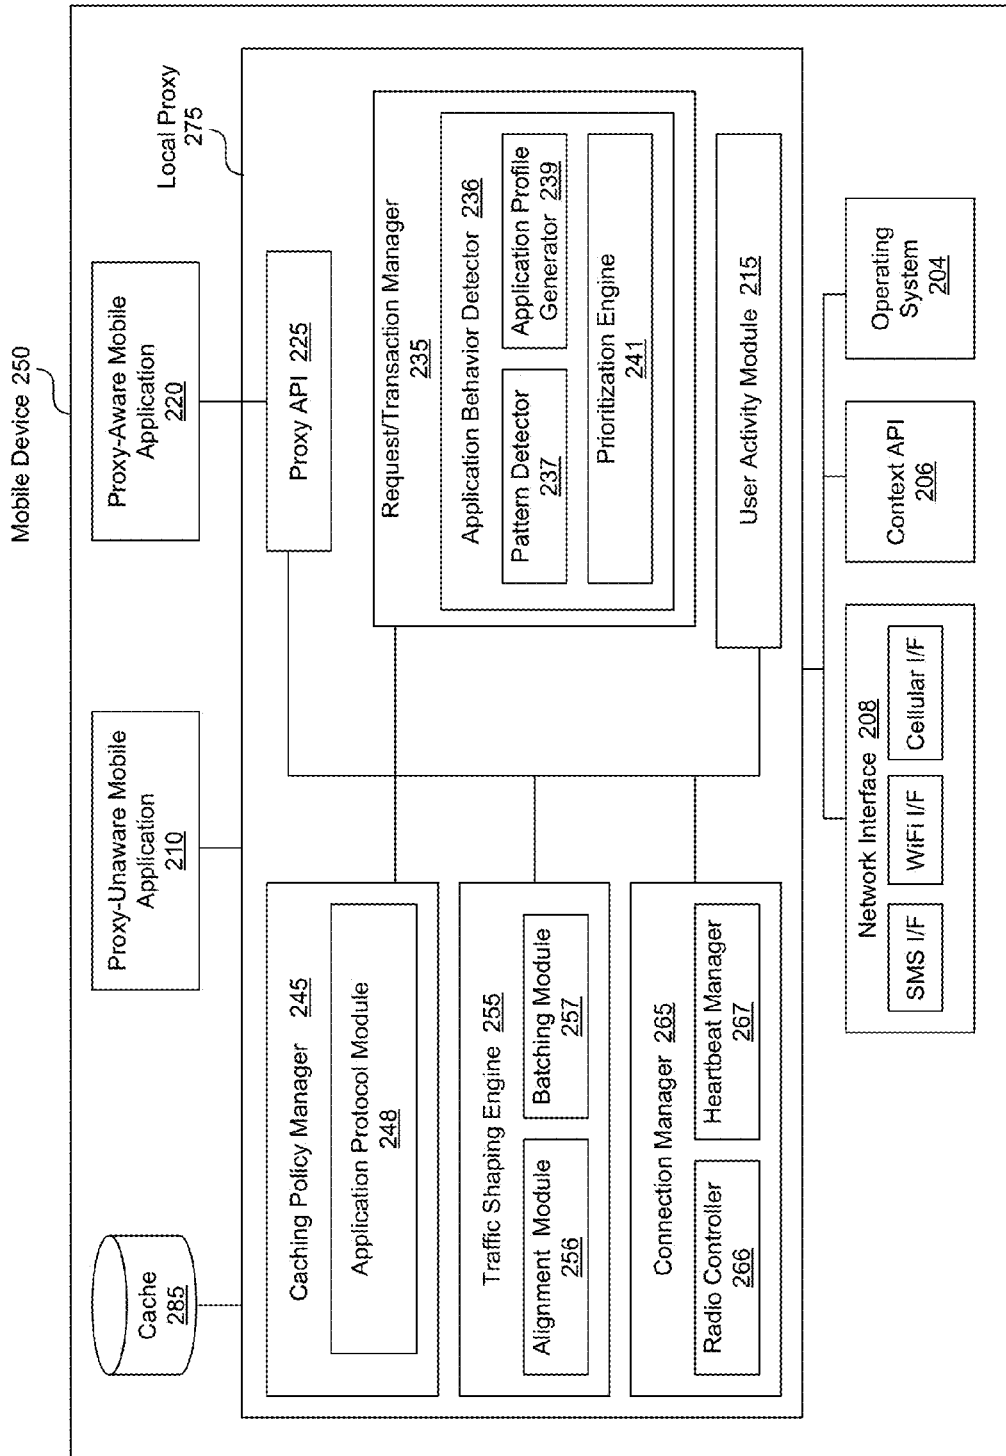 Mobile Device 250
Cache
285
Proxy-Unaware Mobile
Application
210
Proxy-Aware Mobile
Application
220
Local Proxy
275
Caching Policy Manager 245
Application Protocol Module
248
Proxy API 225
Traffic Shaping Engine 255
Alignment Module
256
Batching Module
257
Request/Transaction Manager
235
Application Behavior Detector 236
Pattern Detector
237
Application Profile
Generator 239
Prioritization Engine
241
Connection Manager 265
Radio Controller
266
Heartbeat Manager
267
User Activity Module 215
Network Interface 208
SMS I/F
WiFi I/F
Cellular I/F
Context API
206
Operating
System
204